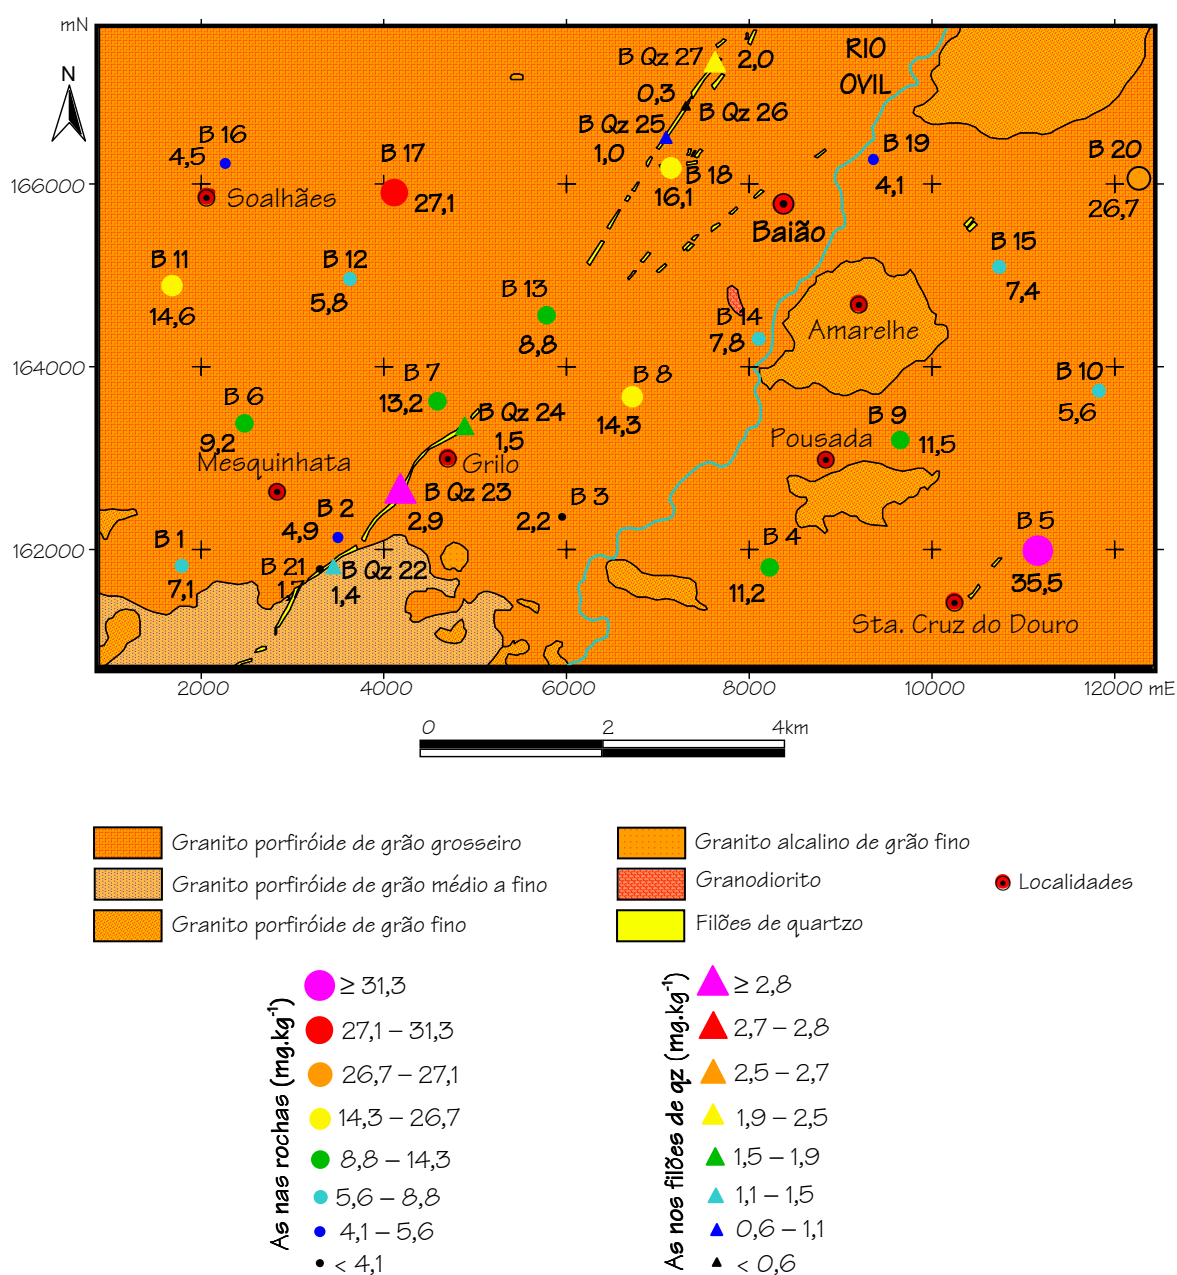 mN
N
RIO
OVIL
B Qz 27
2,0
0,3
B Qz 26
B Qz 25
1,0
B 16
4,5
B 17
27,1
B 18
16,1
B 19
4,1
B 20
26,7
166000
Soalhães
Baião
B 11
14,6
B 12
5,8
B 13
8,8
B 14
7,8
B 15
7,4
Amarelhe
164000
B 6
9,2
B 7
13,2
B 8
14,3
B 9
11,5
B 10
5,6
B Qz 24
1,5
Pousada
Mesquinhata
Grilo
B Qz 23
2,9
B 1
7,1
B 2
4,9
B 3
2,2
B 4
11,2
B 5
35,5
162000
B 21
1,7
B Qz 22
1,4
Sta. Cruz do Douro
2000
4000
6000
8000
10000
12000 mE
0
2
4km
Granito porfiróide de grão grosseiro
Granito porfiróide de grão médio a fino
Granito porfiróide de grão fino
Granito alcalino de grão fino
Granodiorito
Filões de quartzo
Localidades
As nas rochas (mg.kg⁻¹)
≥ 31,3
27,1 – 31,3
26,7 – 27,1
14,3 – 26,7
8,8 – 14,3
5,6 – 8,8
4,1 – 5,6
< 4,1
As nos filões de qz (mg.kg⁻¹)
≥ 2,8
2,7 – 2,8
2,5 – 2,7
1,9 – 2,5
1,5 – 1,9
1,1 – 1,5
0,6 – 1,1
< 0,6